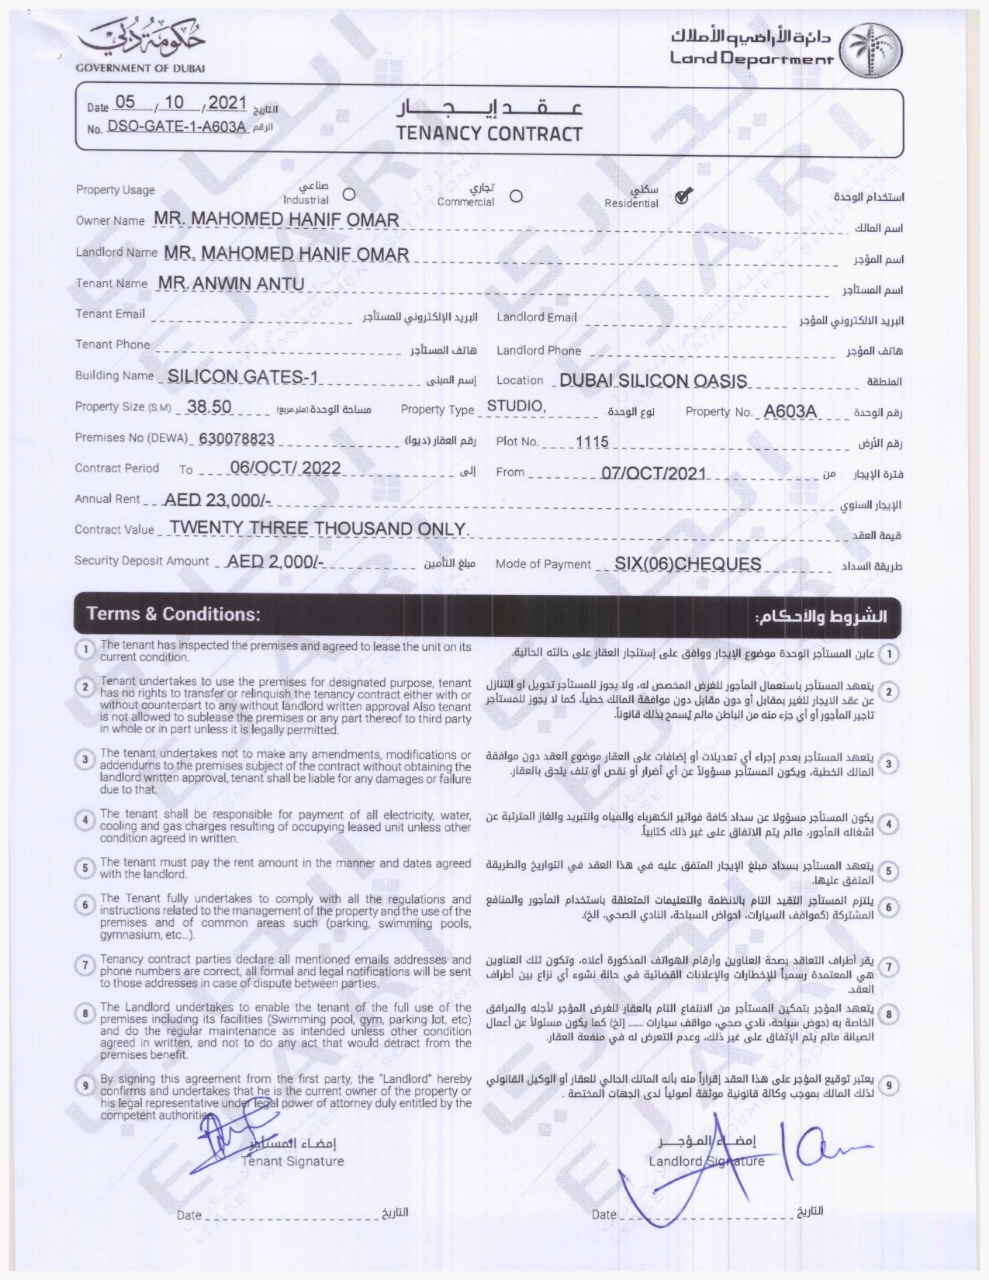 حكومة دبي
GOVERNMENT OF DUBAI
دائرة الأراضي والأملاك
Land Department
Date 05 / 10 / 2021 التاريخ
No. DSO-GATE-1-A603A الرقم
عـقـد إيـجـار
TENANCY CONTRACT
Property Usage صناعي Industrial تجاري Commercial سكني Residential استخدام الوحدة
Owner Name MR. MAHOMED HANIF OMAR اسم المالك
Landlord Name MR. MAHOMED HANIF OMAR اسم المؤجر
Tenant Name MR. ANWIN ANTU اسم المستأجر
Tenant Email البريد الإلكتروني للمستأجر Landlord Email البريد الالكتروني للمؤجر
Tenant Phone هاتف المستأجر Landlord Phone هاتف المؤجر
Building Name SILICON GATES-1 إسم المبنى Location DUBAI SILICON OASIS المنطقة
Property Size (S.M) 38.50 مساحة الوحدة (متر مربع) Property Type STUDIO, نوع الوحدة Property No. A603A رقم الوحدة
Premises No (DEWA) 630078823 رقم العقار (ديوا) Plot No. 1115 رقم الأرض
Contract Period To 06/OCT/ 2022 إلى From 07/OCT/2021 من فترة الإيجار
Annual Rent AED 23,000/- الإيجار السنوي
Contract Value TWENTY THREE THOUSAND ONLY. قيمة العقد
Security Deposit Amount AED 2,000/- مبلغ التأمين Mode of Payment SIX(06)CHEQUES طريقة السداد
Terms & Conditions: الشروط والأحكام:
1 The tenant has inspected the premises and agreed to lease the unit on its
current condition.
1 عاين المستأجر الوحدة موضوع الإيجار ووافق على إستئجار العقار على حالته الحالية.
2 Tenant undertakes to use the premises for designated purpose, tenant
has no rights to transfer or relinquish the tenancy contract either with or
without counterpart to any without landlord written approval Also tenant
is not allowed to sublease the premises or any part thereof to third party
in whole or in part unless it is legally permitted.
2 يتعهد المستأجر باستعمال المأجور للغرض المخصص له، ولا يجوز للمستأجر تحويل او التنازل
عن عقد الايجار للغير بمقابل أو دون مقابل دون موافقة المالك خطياً، كما لا يجوز للمستأجر
تاجير المأجور أو أي جزء منه من الباطن مالم يُسمح بذلك قانوناً.
3 The tenant undertakes not to make any amendments, modifications or
addendums to the premises subject of the contract without obtaining the
landlord written approval, tenant shall be liable for any damages or failure
due to that.
3 يتعهد المستأجر بعدم إجراء أي تعديلات أو إضافات على العقار موضوع العقد دون موافقة
المالك الخطية، ويكون المستأجر مسؤولاً عن أي أضرار أو نقص أو تلف يلحق بالعقار.
4 The tenant shall be responsible for payment of all electricity, water,
cooling and gas charges resulting of occupying leased unit unless other
condition agreed in written.
4 يكون المستأجر مسؤولا عن سداد كافة فواتير الكهرباء والمياه والتبريد والغاز المترتبة عن
اشغاله المأجور، مالم يتم الاتفاق على غير ذلك كتابياً.
5 The tenant must pay the rent amount in the manner and dates agreed
with the landlord.
5 يتعهد المستأجر بسداد مبلغ الإيجار المتفق عليه في هذا العقد في التواريخ والطريقة
المتفق عليها.
6 The Tenant fully undertakes to comply with all the regulations and
instructions related to the management of the property and the use of the
premises and of common areas such (parking, swimming pools,
gymnasium, etc...).
6 يلتزم المستأجر التقيد التام بالانظمة والتعليمات المتعلقة باستخدام المأجور والمنافع
المشتركة (كمواقف السيارات، احواض السباحة، النادي الصحي، الخ).
7 Tenancy contract parties declare all mentioned emails addresses and
phone numbers are correct, all formal and legal notifications will be sent
to those addresses in case of dispute between parties.
7 يقر أطراف التعاقد بصحة العناوين وأرقام الهواتف المذكورة أعلاه، وتكون تلك العناوين
هي المعتمدة رسمياً للإخطارات والإعلانات القضائية في حالة نشوء أي نزاع بين أطراف
العقد.
8 The Landlord undertakes to enable the tenant of the full use of the
premises including its facilities (Swimming pool, gym, parking lot, etc)
and do the regular maintenance as intended unless other condition
agreed in written, and not to do any act that would detract from the
premises benefit.
8 يتعهد المؤجر بتمكين المستأجر من الانتفاع التام بالعقار للغرض المؤجر لأجله والمرافق
الخاصة به (حوض سباحة، نادي صحي، مواقف سيارات ...... إلخ) كما يكون مسئولاً عن أعمال
الصيانة مالم يتم الإتفاق على غير ذلك، وعدم التعرض له في منفعة العقار.
9 By signing this agreement from the first party, the "Landlord" hereby
confirms and undertakes that he is the current owner of the property or
his legal representative under legal power of attorney duly entitled by the
competent authorities.
9 يعتبر توقيع المؤجر على هذا العقد إقراراً منه بأنه المالك الحالي للعقار أو الوكيل القانوني
لذلك المالك بموجب وكالة قانونية موثقة أصولياً لدى الجهات المختصة .
إمضـاء المستأجر إمضـاء المـؤجـر
Tenant Signature Landlord Signature
Date التاريخ Date التاريخ